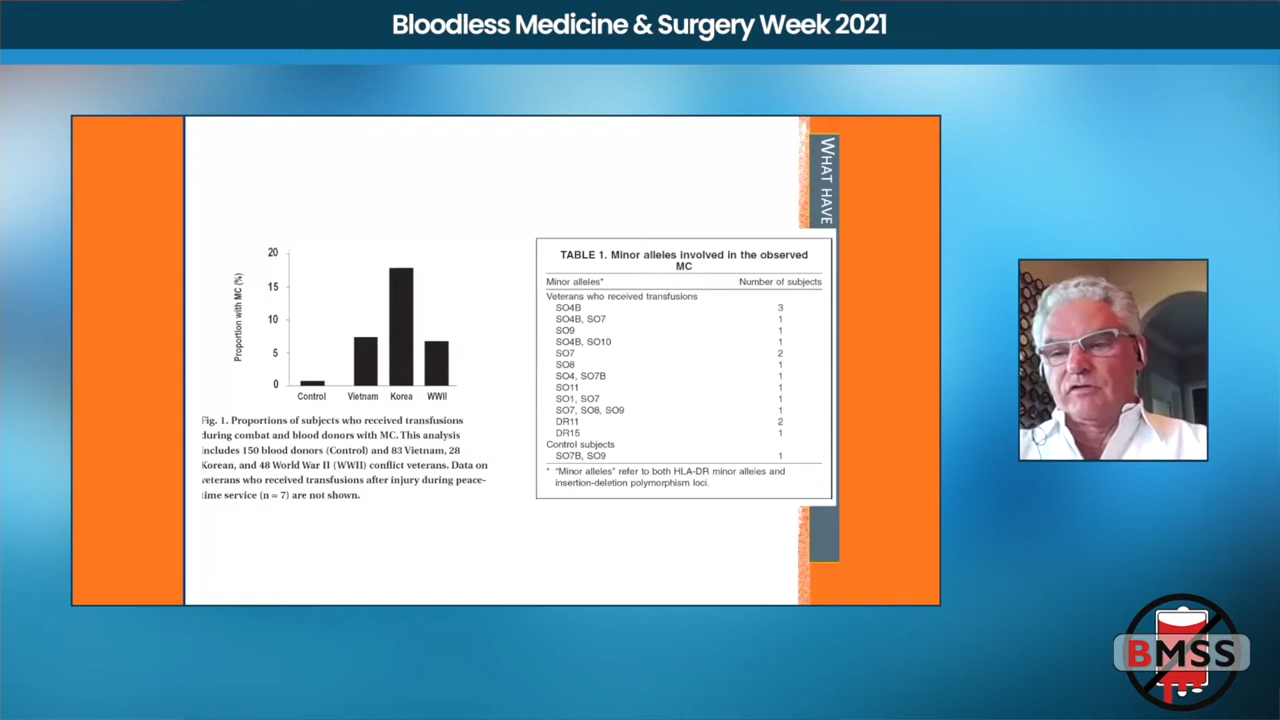 Bloodless Medicine & Surgery Week 2021
WHAT HAVE
20
15
10
5
0
Proportion with MC (%)
Control Vietnam Korea WWII
Fig. 1. Proportions of subjects who received transfusions
during combat and blood donors with MC. This analysis
includes 150 blood donors (Control) and 83 Vietnam, 28
Korean, and 48 World War II (WWII) conflict veterans. Data on
veterans who received transfusions after injury during peace-
time service (n = 7) are not shown.
TABLE 1. Minor alleles involved in the observed
MC
Minor alleles* Number of subjects
Veterans who received transfusions
SO4B 3
SO4B, SO7 1
SO9 1
SO4B, SO10 1
SO7 2
SO8 1
SO4, SO7B 1
SO11 1
SO1, SO7 1
SO7, SO8, SO9 1
DR11 2
DR15 1
Control subjects
SO7B, SO9 1
* "Minor alleles" refer to both HLA-DR minor alleles and
insertion-deletion polymorphism loci.
BMSS